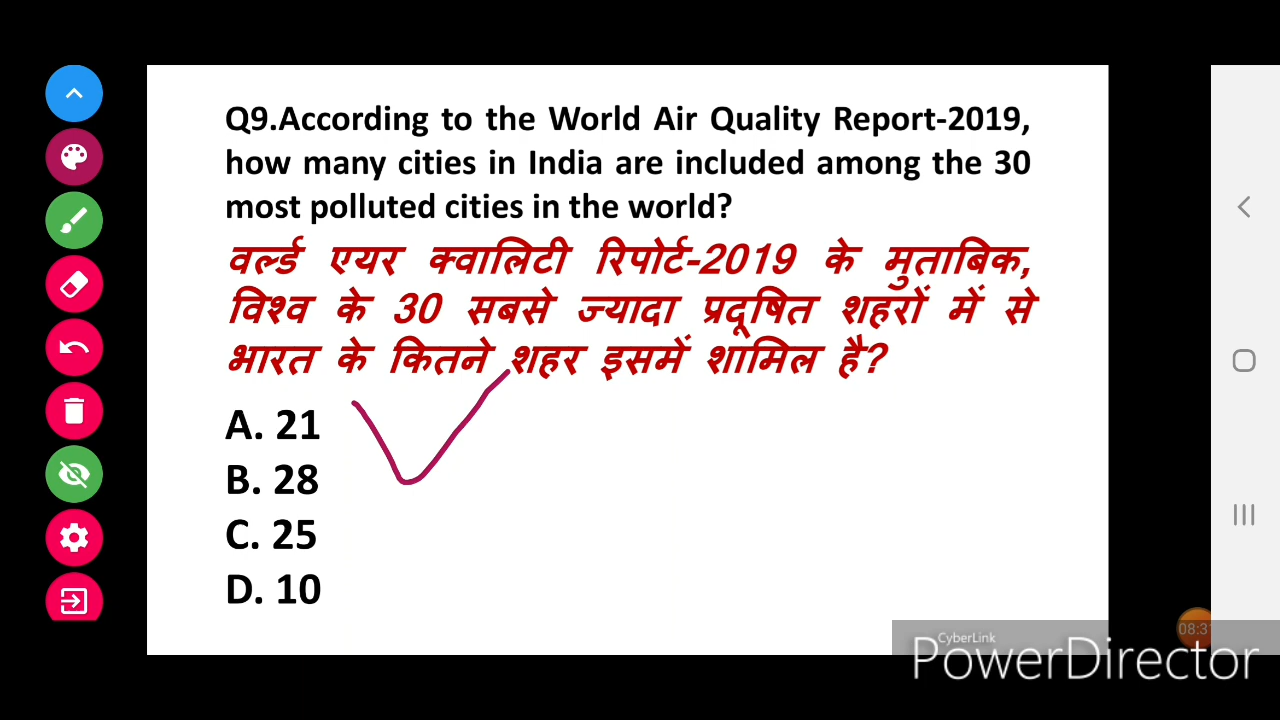 Q9.According to the World Air Quality Report-2019,
how many cities in India are included among the 30
most polluted cities in the world?
वर्ल्ड एयर क्वालिटी रिपोर्ट-2019 के मुताबिक,
विश्व के 30 सबसे ज्यादा प्रदूषित शहरों में से
भारत के कितने शहर इसमें शामिल है?
A. 21
B. 28
C. 25
D. 10
CyberLink
PowerDirector